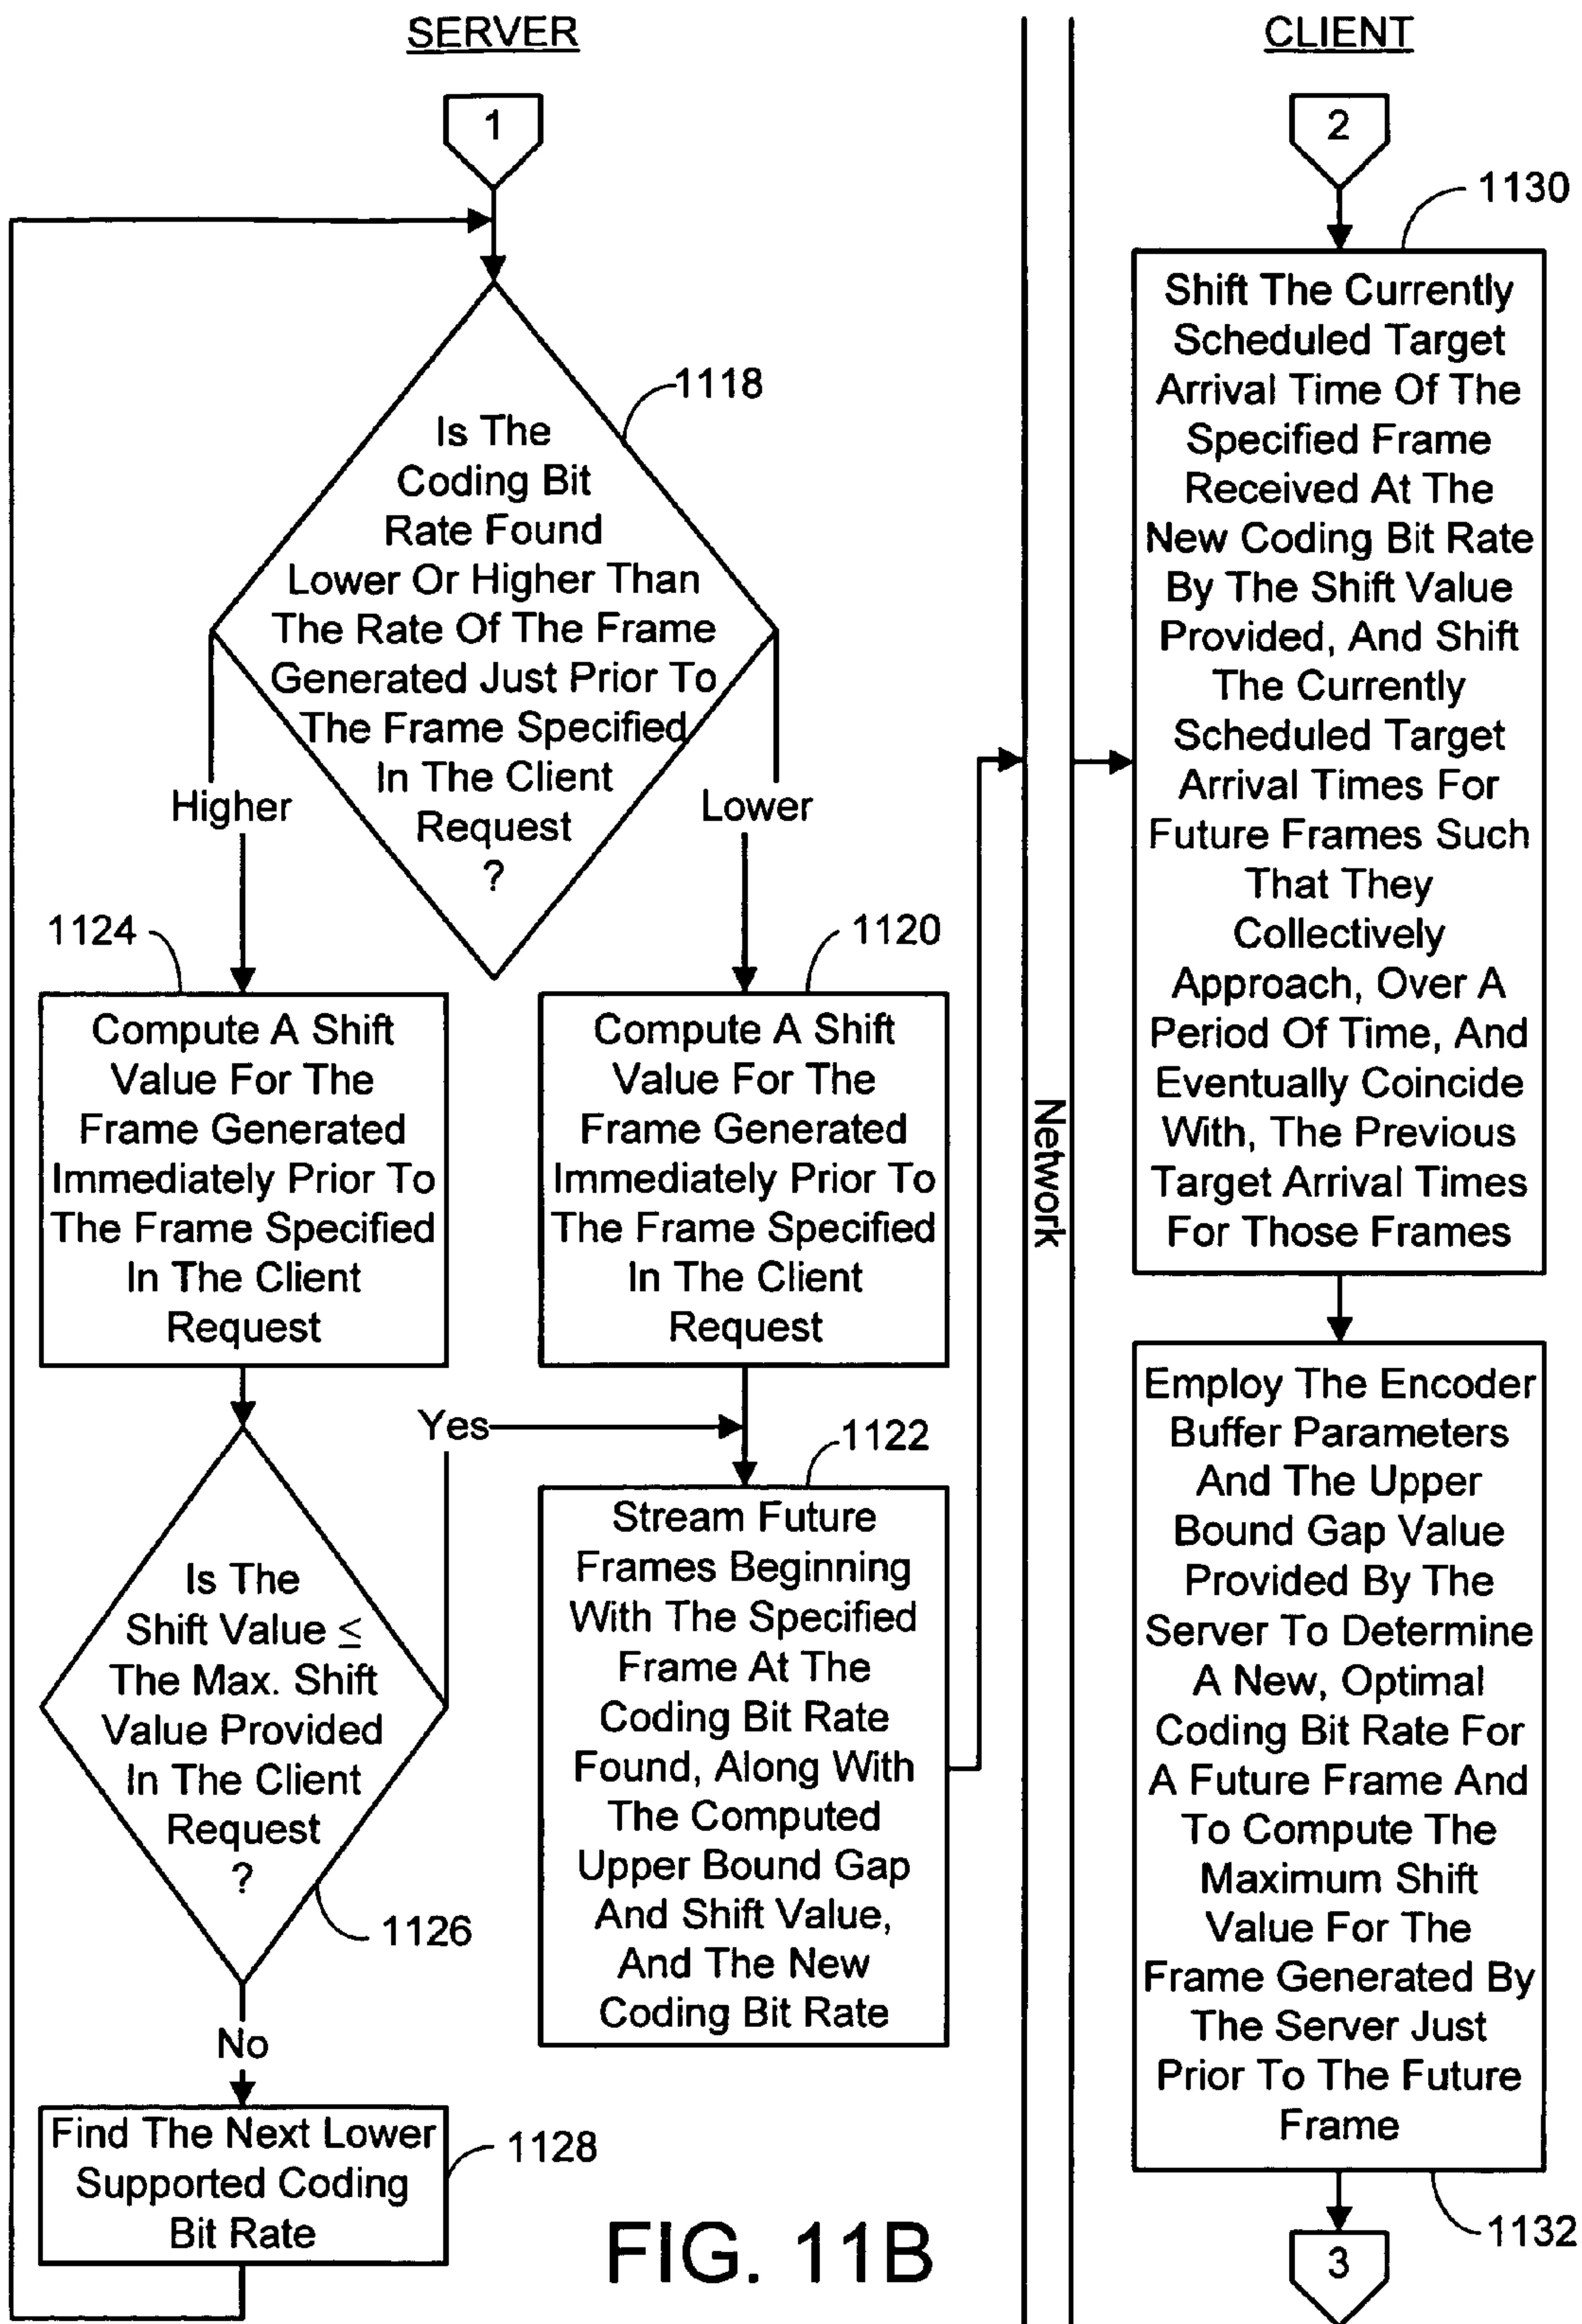 SERVER
1
1118
Is The
Coding Bit
Rate Found
Lower Or Higher Than
The Rate Of The Frame
Generated Just Prior To
The Frame Specified
In The Client
Request
?
Higher
Lower
1124
Compute A Shift
Value For The
Frame Generated
Immediately Prior To
The Frame Specified
In The Client
Request
1120
Compute A Shift
Value For The
Frame Generated
Immediately Prior To
The Frame Specified
In The Client
Request
Yes
Is The
Shift Value ≤
The Max. Shift
Value Provided
In The Client
Request
?
1126
No
1122
Stream Future
Frames Beginning
With The Specified
Frame At The
Coding Bit Rate
Found, Along With
The Computed
Upper Bound Gap
And Shift Value,
And The New
Coding Bit Rate
Find The Next Lower
Supported Coding
Bit Rate
1128
Network
CLIENT
2
1130
Shift The Currently
Scheduled Target
Arrival Time Of The
Specified Frame
Received At The
New Coding Bit Rate
By The Shift Value
Provided, And Shift
The Currently
Scheduled Target
Arrival Times For
Future Frames Such
That They
Collectively
Approach, Over A
Period Of Time, And
Eventually Coincide
With, The Previous
Target Arrival Times
For Those Frames
Employ The Encoder
Buffer Parameters
And The Upper
Bound Gap Value
Provided By The
Server To Determine
A New, Optimal
Coding Bit Rate For
A Future Frame And
To Compute The
Maximum Shift
Value For The
Frame Generated By
The Server Just
Prior To The Future
Frame
1132
3
FIG. 11B